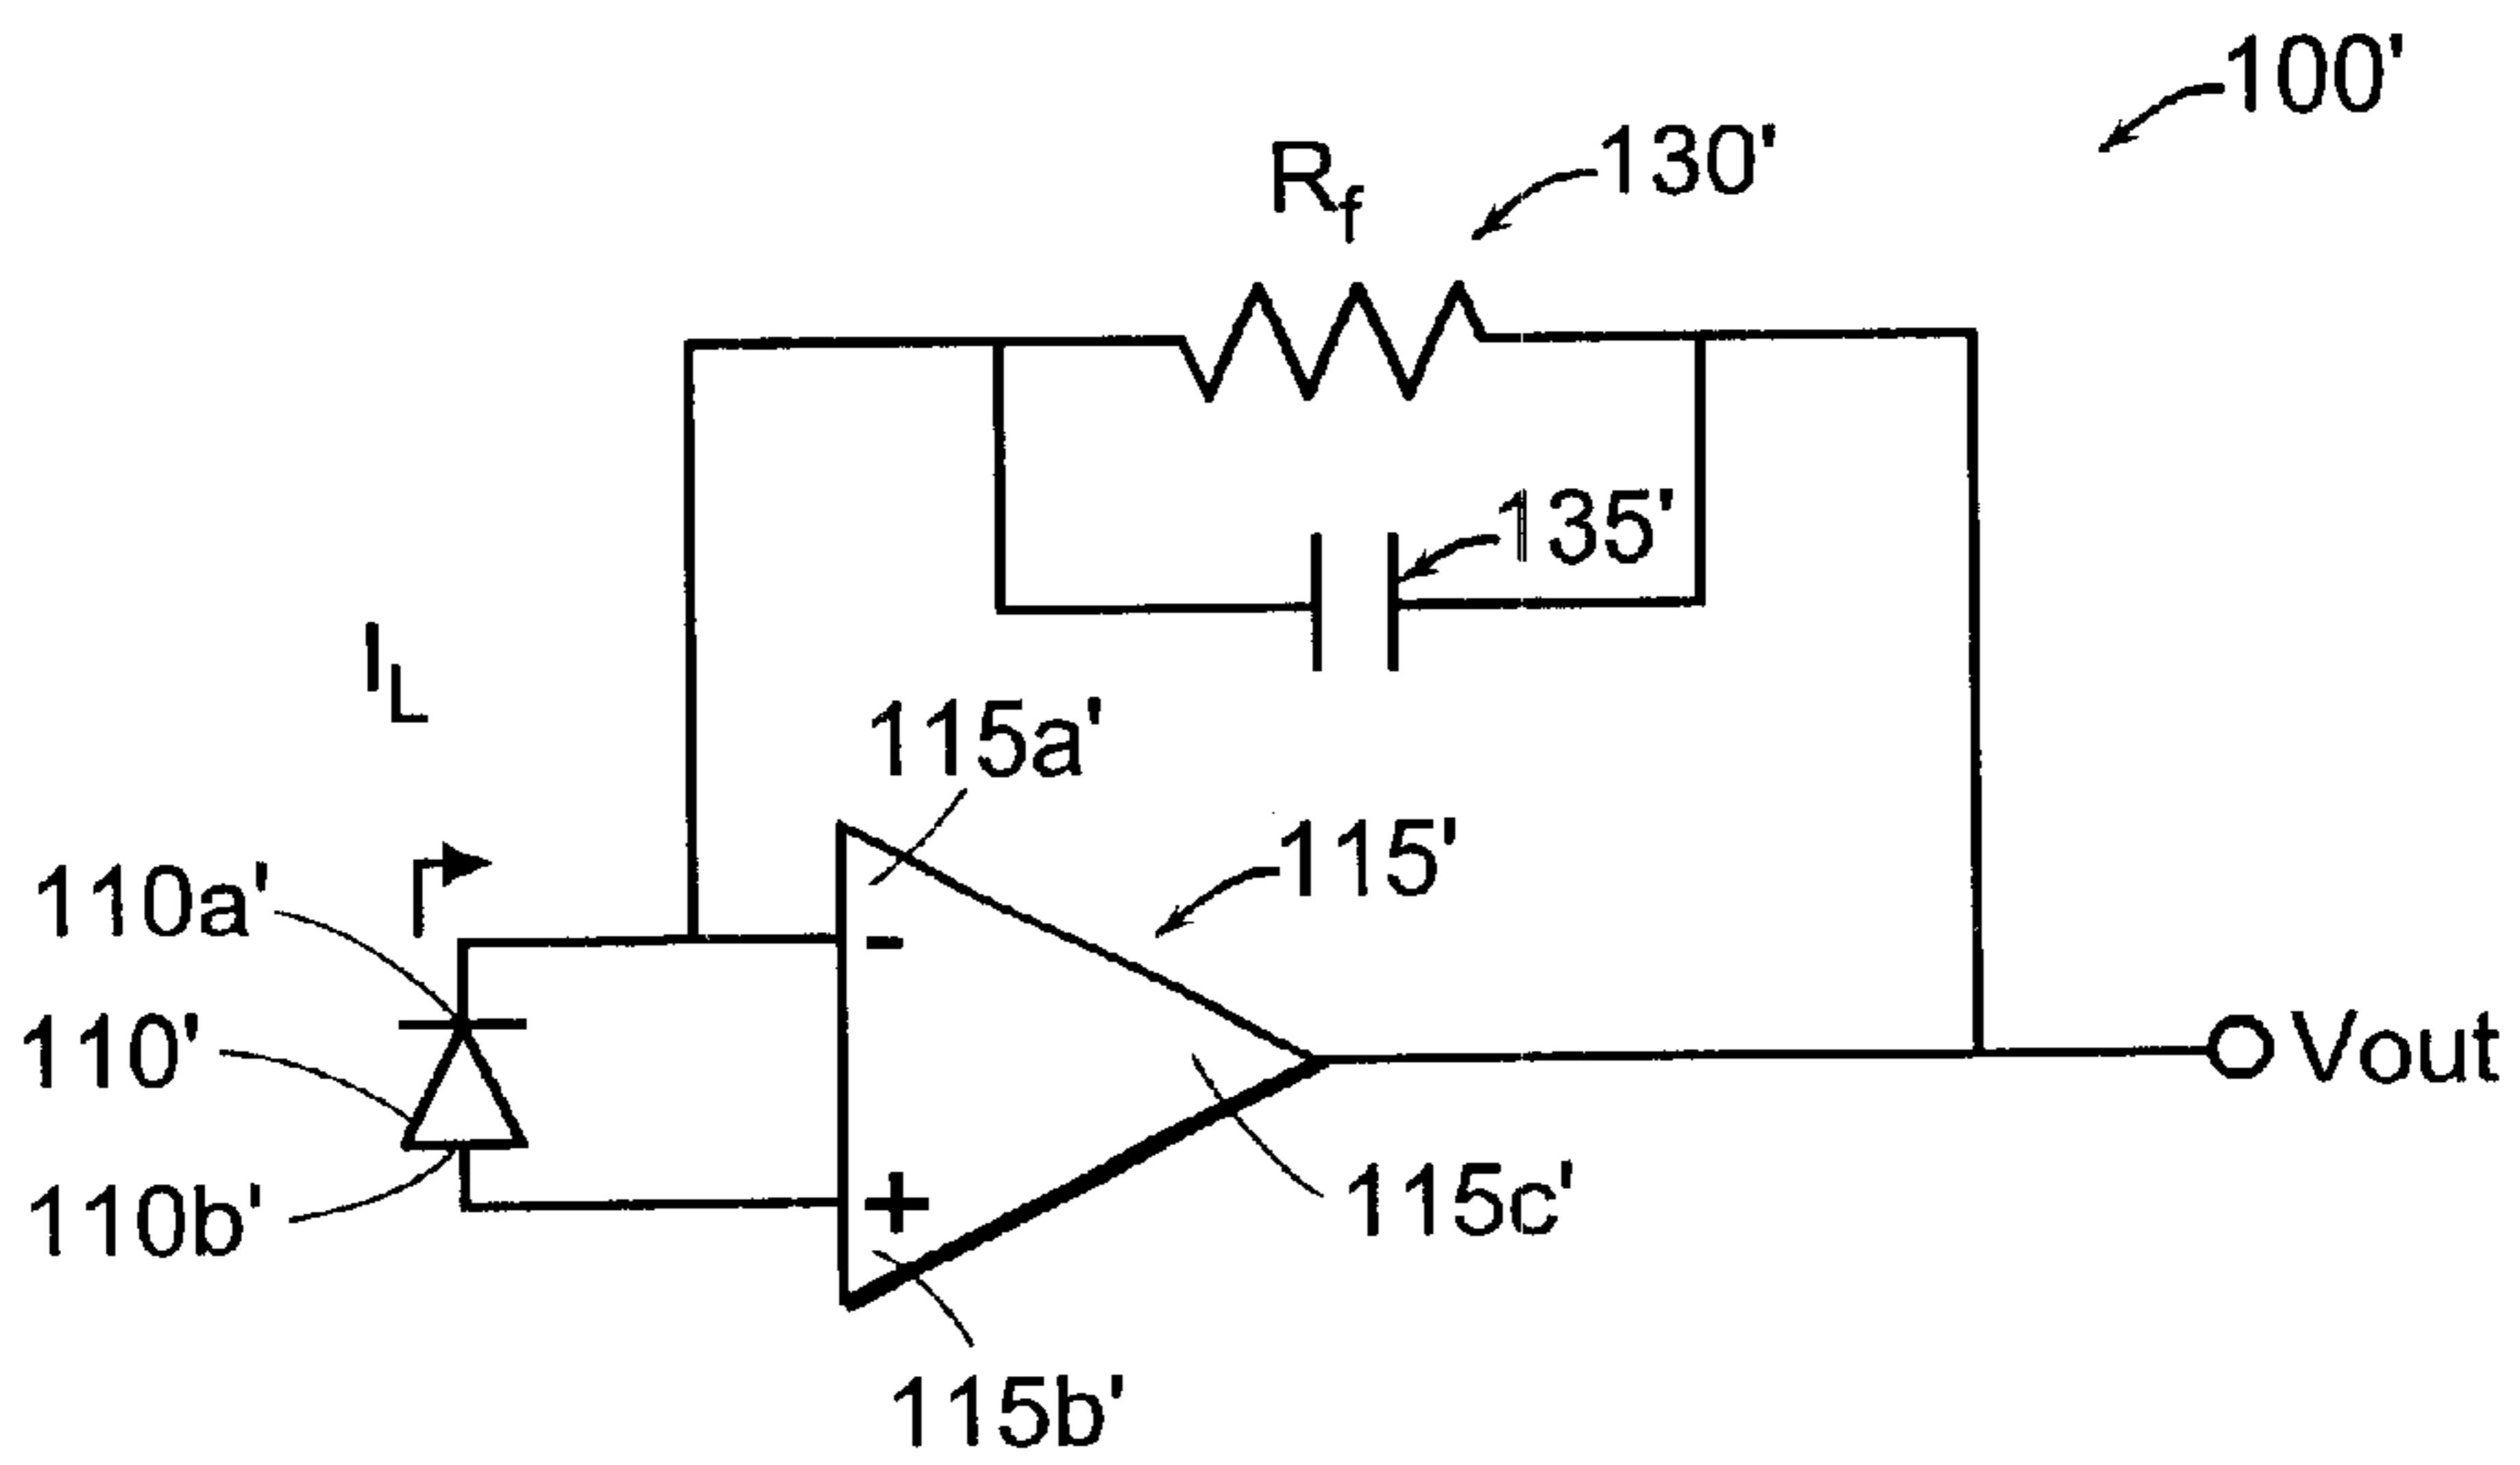 100'
130'
Rf
135'
IL
115a'
115'
110a'
-
110'
Vout
110b'
+
115c'
115b'